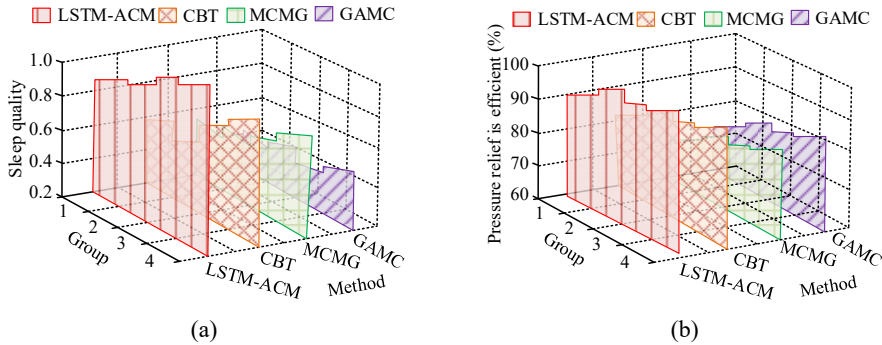 LSTM-ACM CBT MCMG GAMC
Sleep quality
1.0
0.8
0.6
0.4
0.2
1
2
3
4
Group
LSTM-ACM
CBT
MCMG
GAMC
Method
(a)
LSTM-ACM CBT MCMG GAMC
Pressure relief is efficient (%)
100
90
80
70
60
1
2
3
4
Group
LSTM-ACM
CBT
MCMG
GAMC
Method
(b)